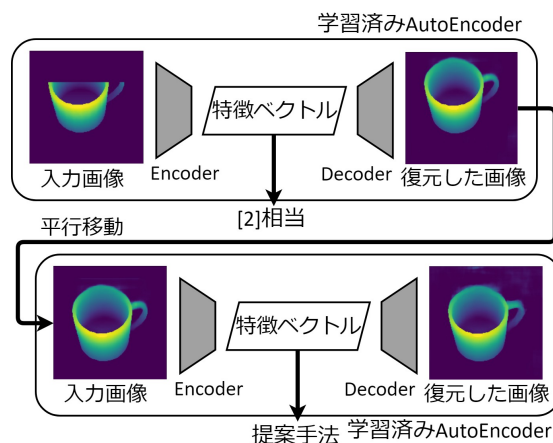 学習済みAutoEncoder
特徴ベクトル
入力画像
Encoder
Decoder
復元した画像
[2]相当
平行移動
特徴ベクトル
入力画像
Encoder
Decoder
復元した画像
提案手法
学習済みAutoEncoder